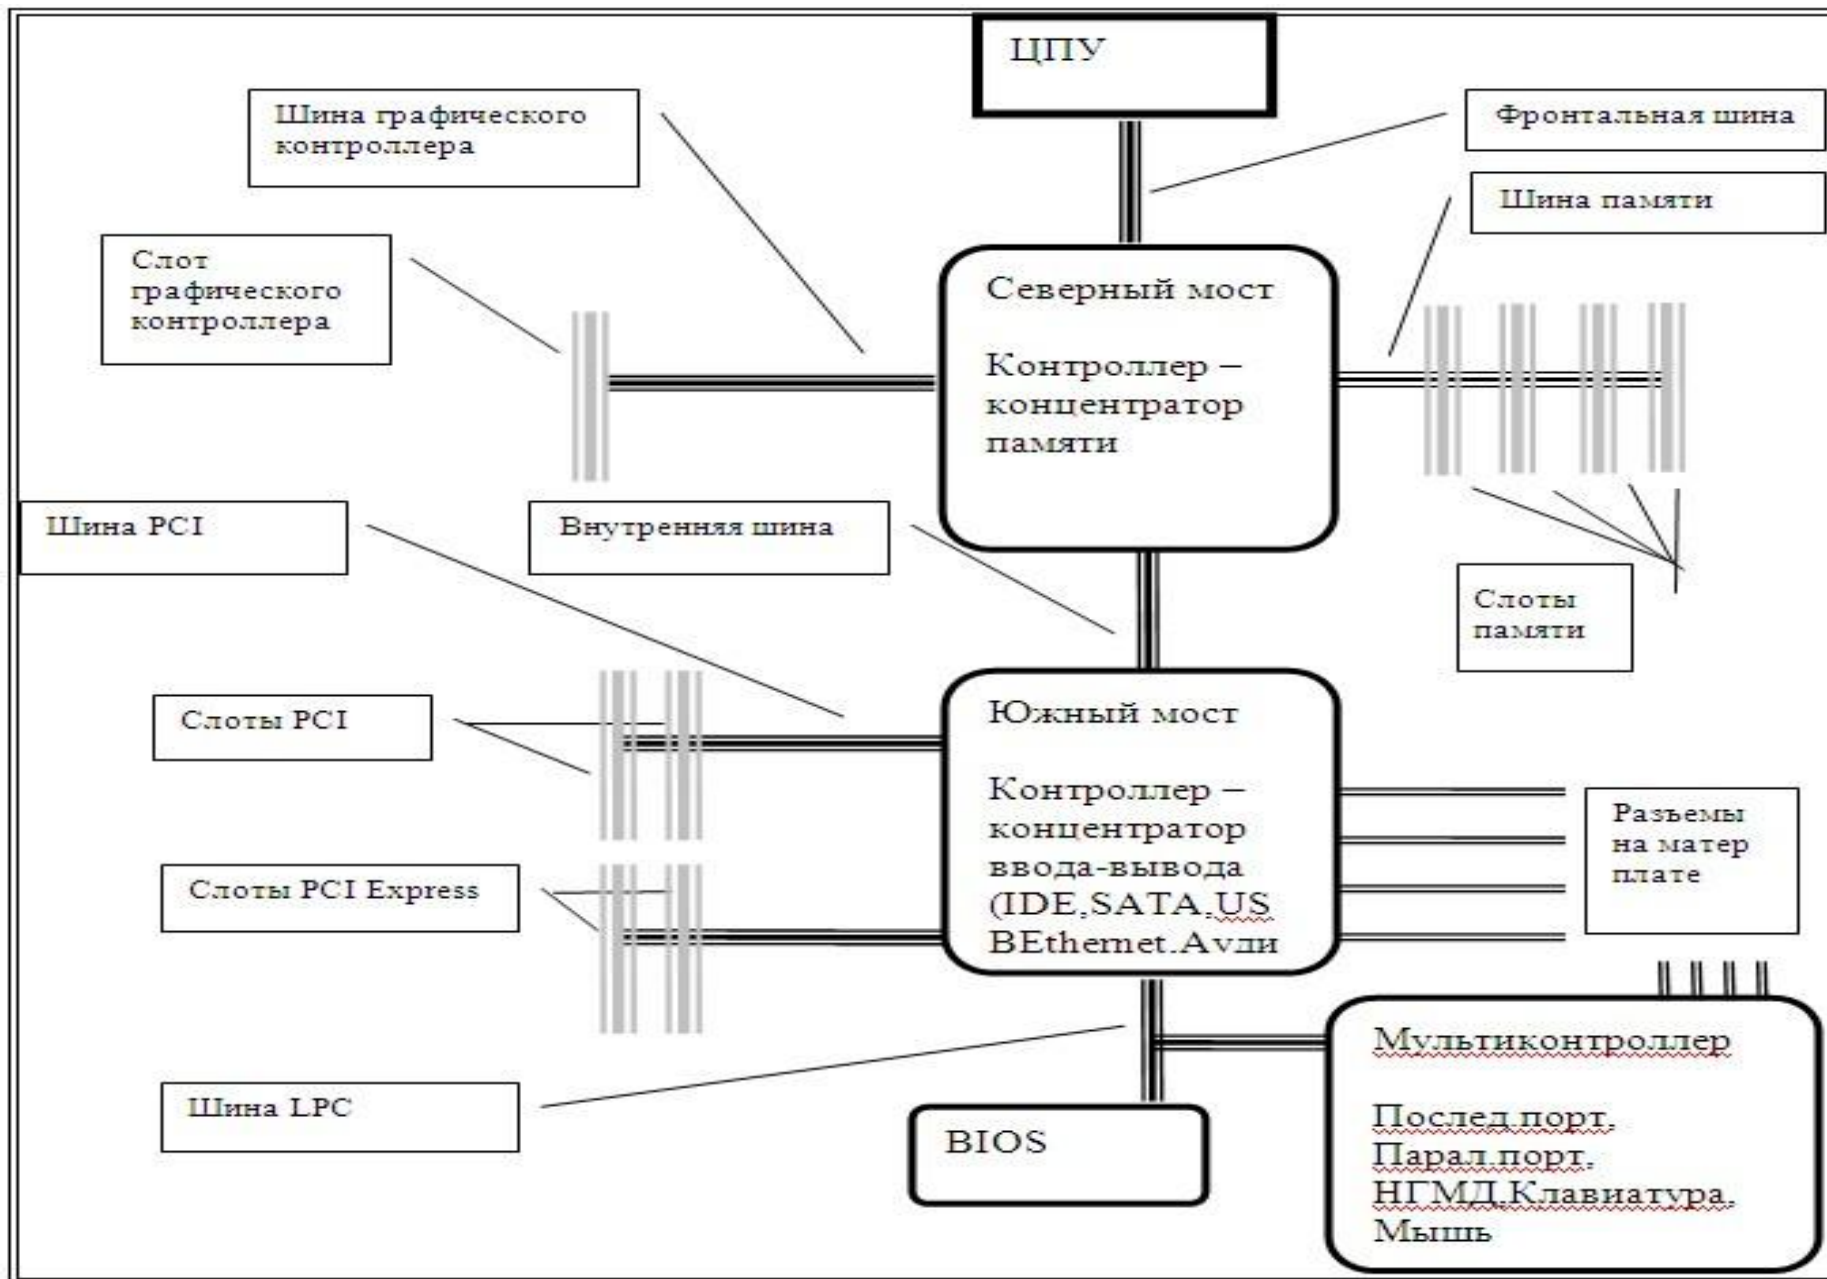 ЦПУ
Шина графического
контроллера
Фронтальная шина
Шина памяти
Слот
графического
контроллера
Северный мост
Контроллер –
концентратор
памяти
Шина PCI
Внутренняя шина
Слоты
памяти
Слоты PCI
Южный мост
Контроллер –
концентратор
ввода-вывода
(IDE,SATA,US
BEthernet.Ауди
Разъемы
на матер
плате
Слоты PCI Express
Шина LPC
BIOS
Мультиконтроллер
Послед.порт,
Парал.порт,
НГМД,Клавиатура,
Мышь